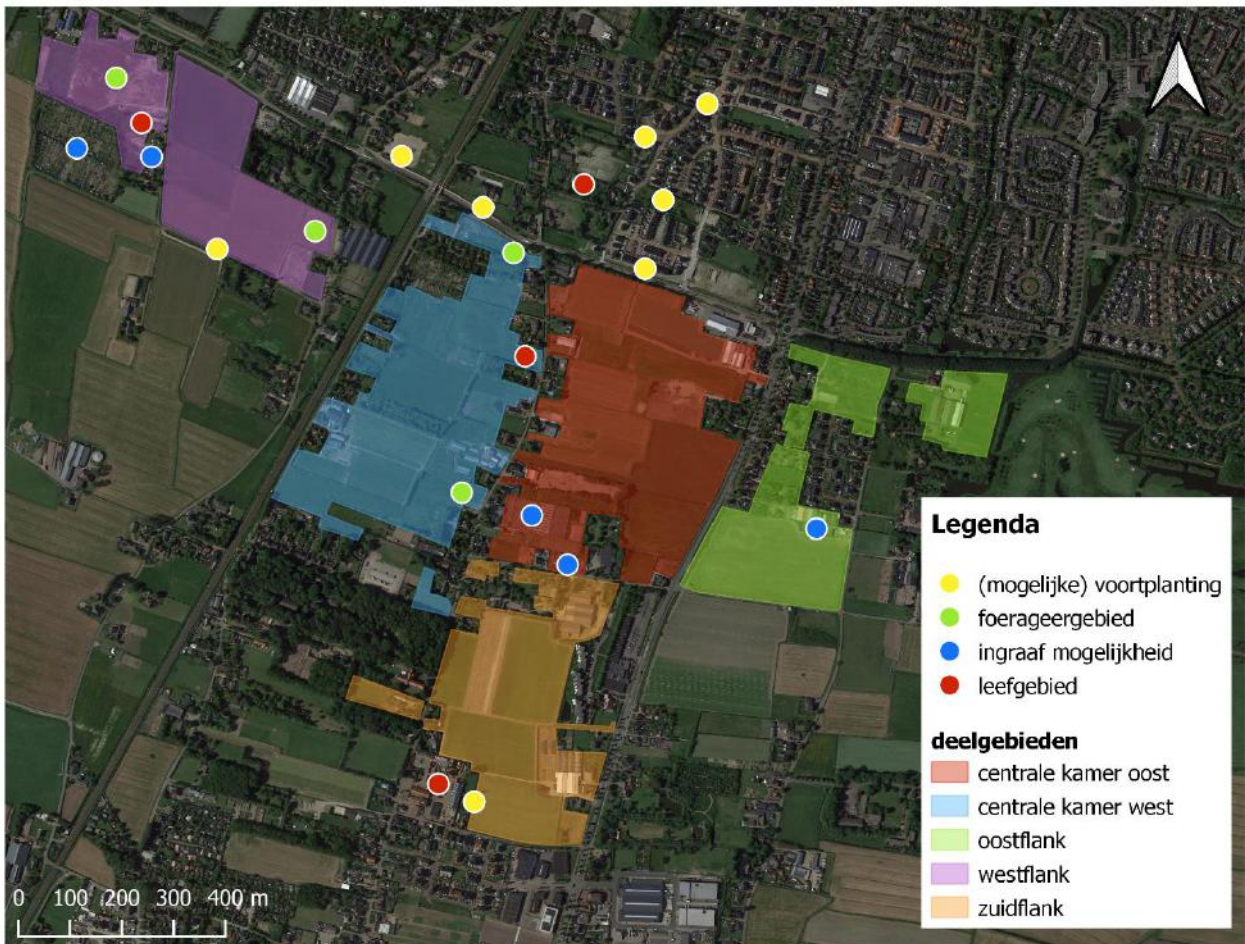 Legenda
(mogelijke) voortplanting
foerageergebied
ingraaf mogelijkheid
leefgebied
deelgebieden
centrale kamer oost
centrale kamer west
oostflank
westflank
zuidflank
0 100 200 300 400 m